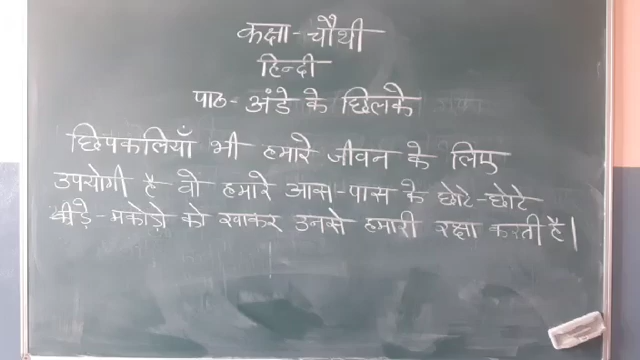 कक्षा - चौथी
हिन्दी
पाठ - अंडे के छिलके
छिपकलियाँ भी हमारे जीवन के लिए
उपयोगी है वो हमारे आस-पास के छोटे-छोटे
कीड़े-मकोड़ो को खाकर उनसे हमारी रक्षा करती है।